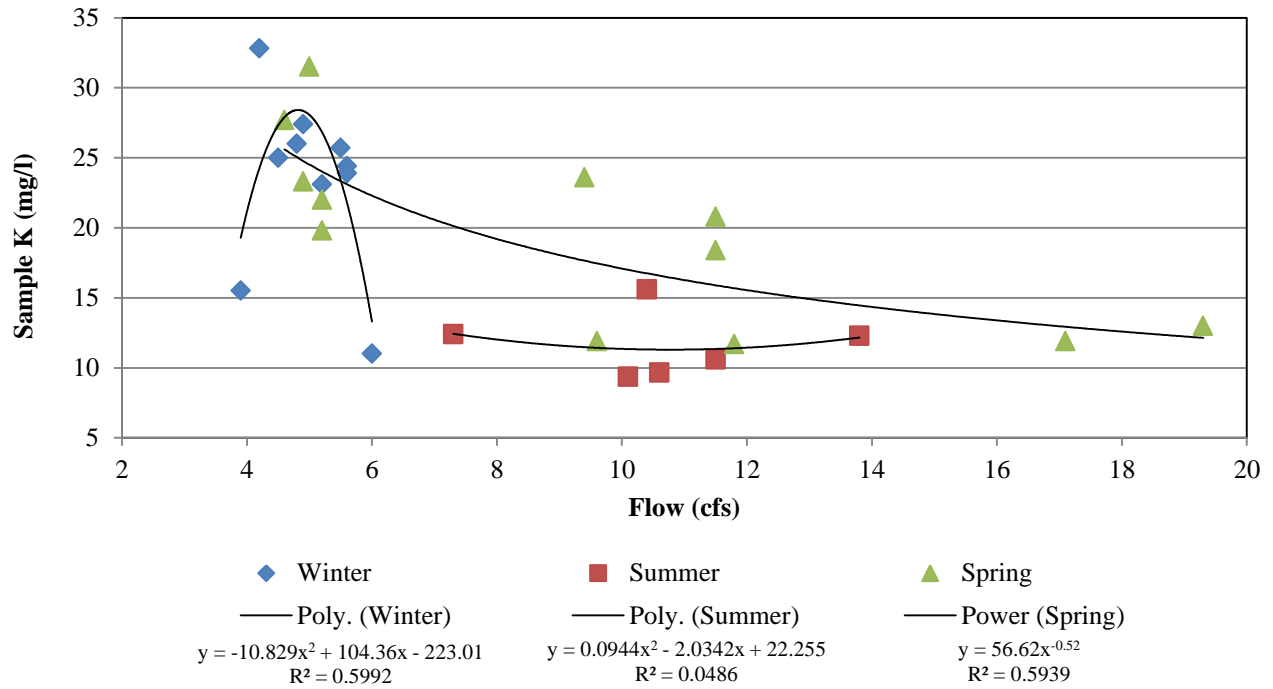 35
30
25
20
15
10
5
Sample K (mg/l)
2 4 6 8 10 12 14 16 18 20
Flow (cfs)
Winter Summer Spring
Poly. (Winter) Poly. (Summer) Power (Spring)
y = -10.829x² + 104.36x - 223.01 y = 0.0944x² - 2.0342x + 22.255 y = 56.62x⁻⁰·⁵²
R² = 0.5992 R² = 0.0486 R² = 0.5939